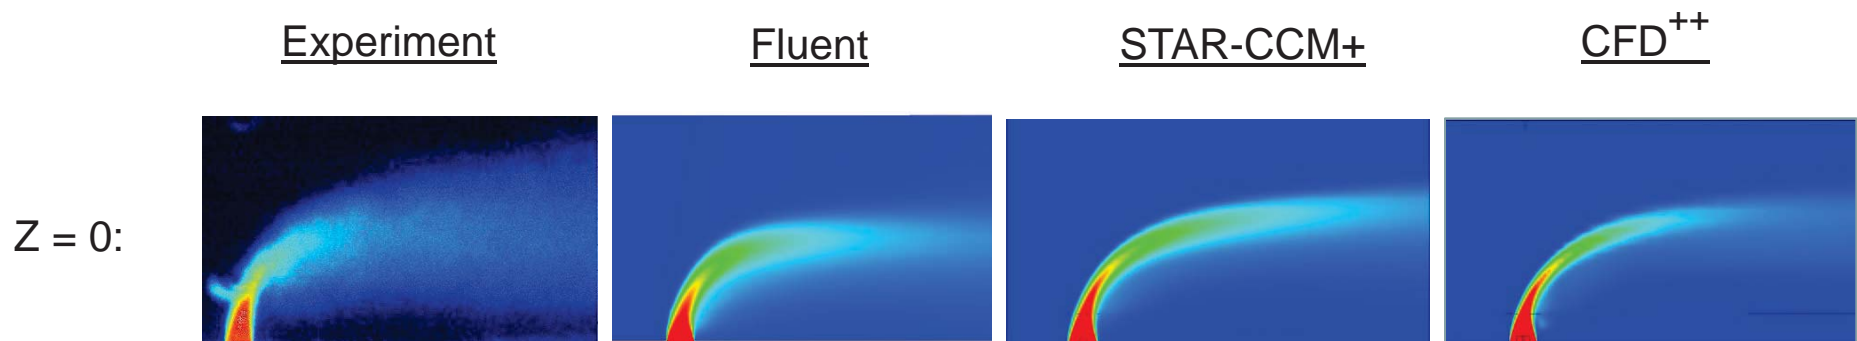 Experiment
Fluent
STAR-CCM+
CFD++
Z = 0: